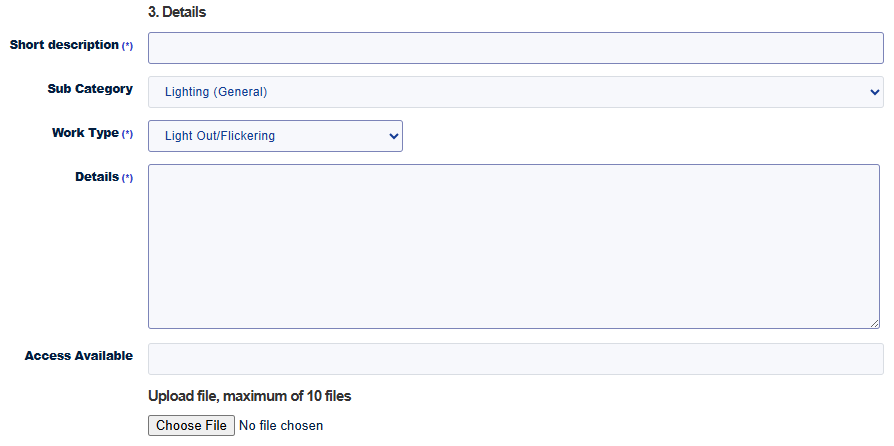 3. Details
Short description (*)
Sub Category Lighting (General)
Work Type (*) Light Out/Flickering
Details (*)
Access Available
Upload file, maximum of 10 files
Choose File No file chosen